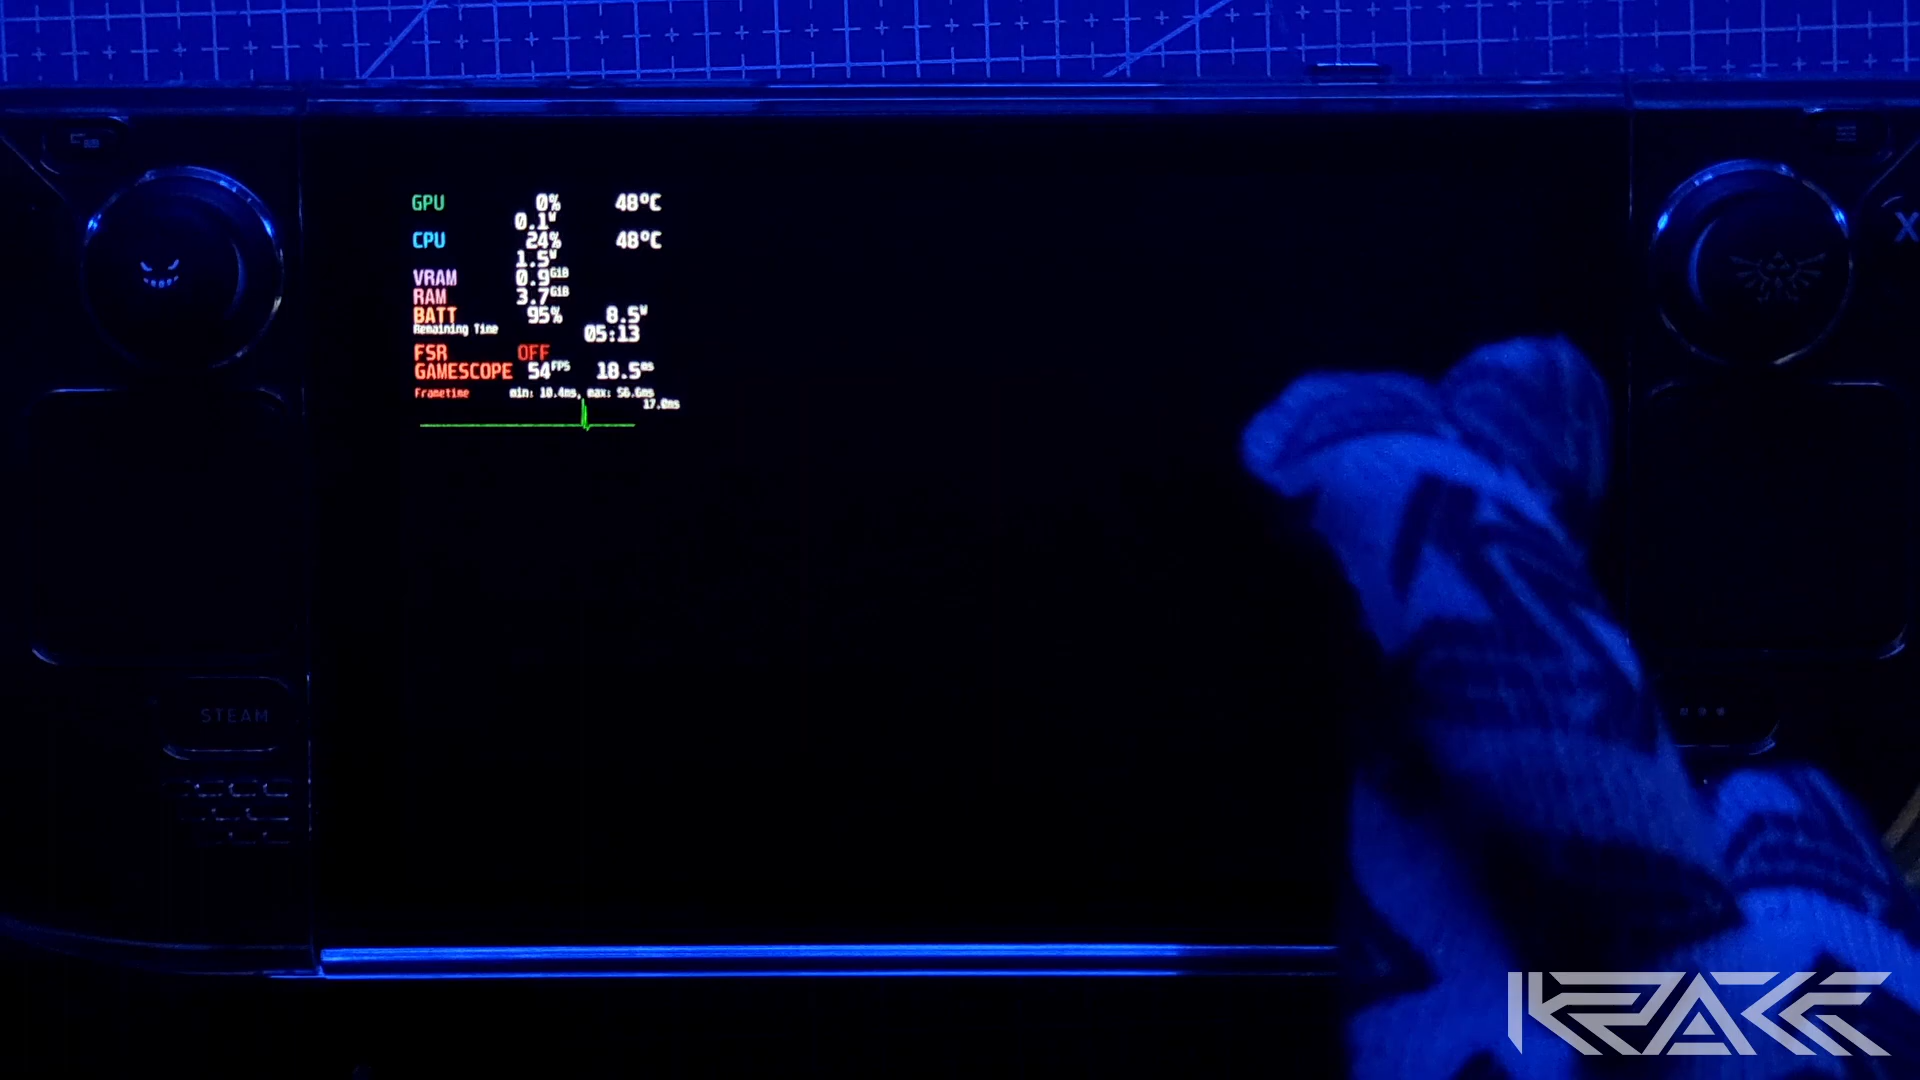 GPU 0% 48°C
0.1W
CPU 24% 48°C
1.5W
VRAM 0.9GiB
RAM 3.7GiB
BATT 95% 8.5W
Remaining Time 05:13
FSR OFF
GAMESCOPE 54FPS 18.5ms
Frametime min: 10.4ms, max: 56.6ms
17.0ms
X
STEAM